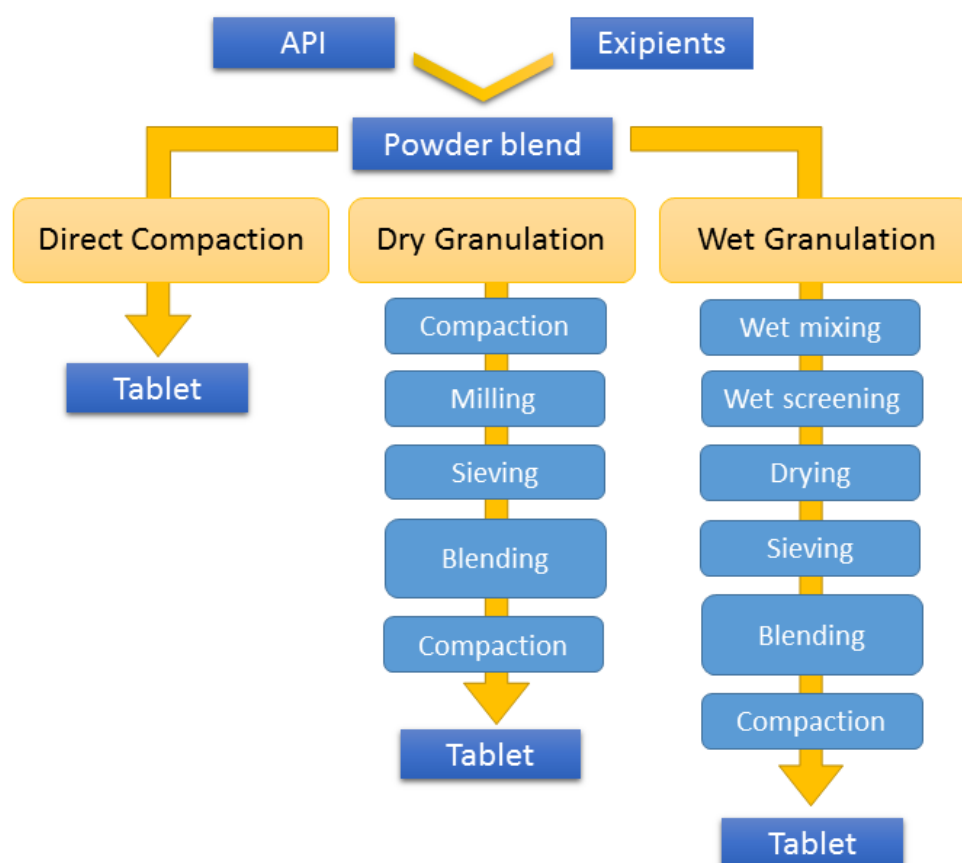 API
Exipients
Powder blend
Direct Compaction
Tablet
Dry Granulation
Compaction
Milling
Sieving
Blending
Compaction
Tablet
Wet Granulation
Wet mixing
Wet screening
Drying
Sieving
Blending
Compaction
Tablet